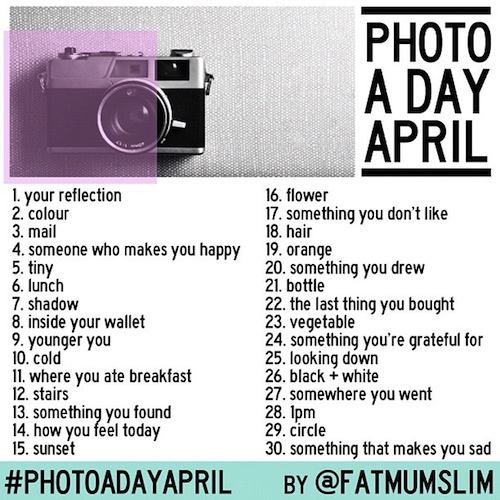 PHOTO
A DAY
APRIL
1. your reflection
2. colour
3. mail
4. someone who makes you happy
5. tiny
6. lunch
7. shadow
8. inside your wallet
9. younger you
10. cold
11. where you ate breakfast
12. stairs
13. something you found
14. how you feel today
15. sunset
16. flower
17. something you don't like
18. hair
19. orange
20. something you drew
21. bottle
22. the last thing you bought
23. vegetable
24. something you're grateful for
25. looking down
26. black + white
27. somewhere you went
28. 1pm
29. circle
30. something that makes you sad
#PHOTOADAYAPRIL
BY @FATMUMSLIM